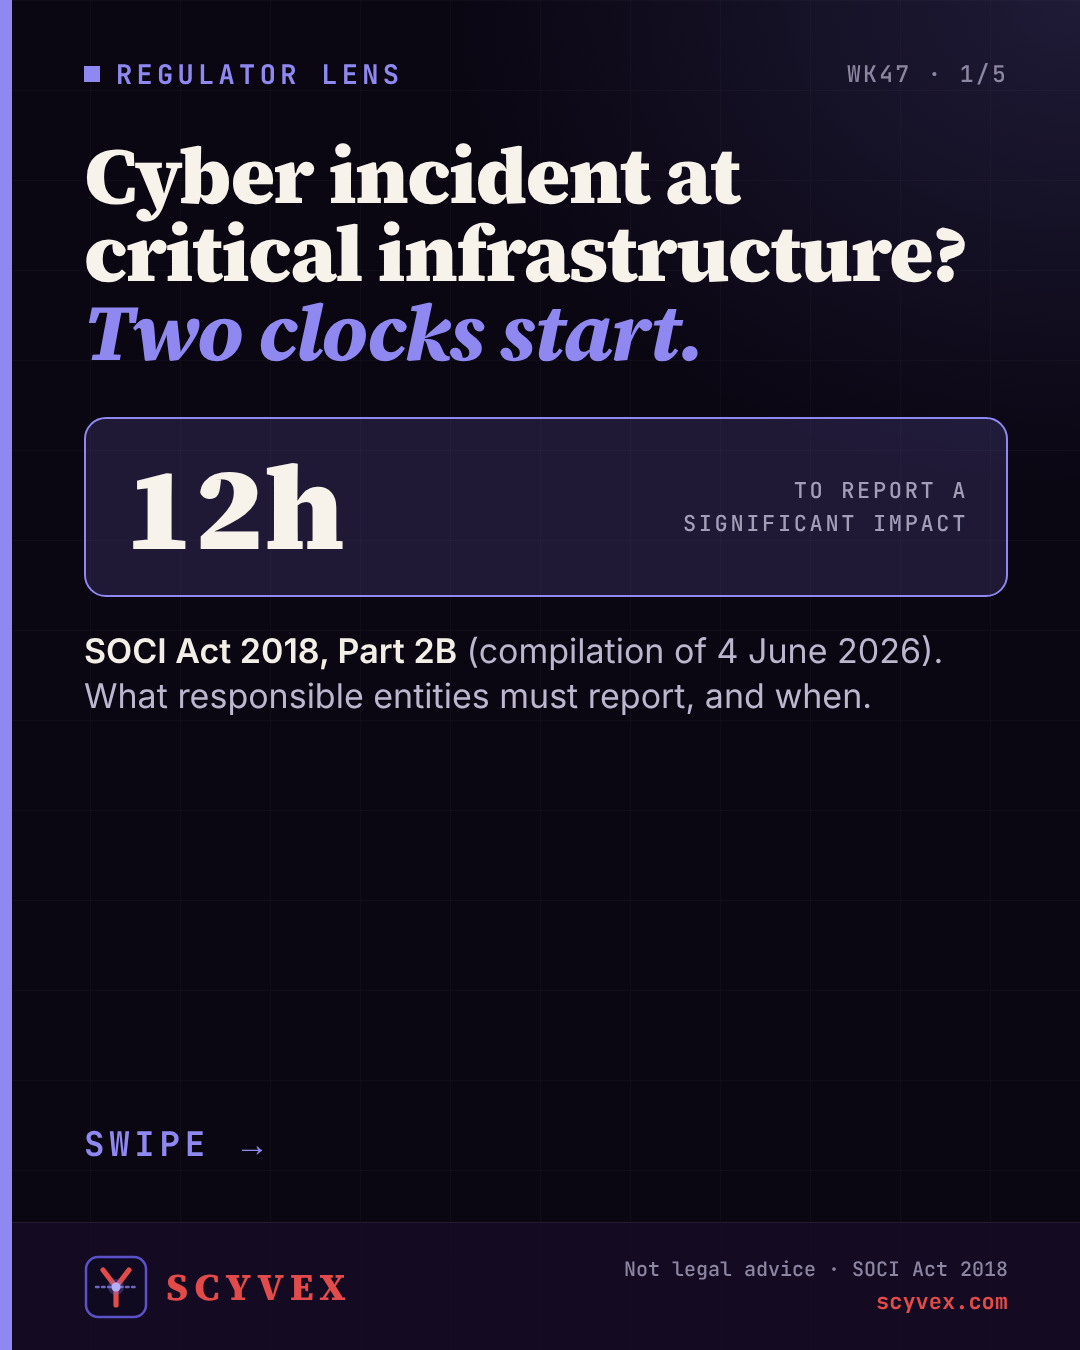 REGULATOR LENS
WK47 · 1/5
Cyber incident at
critical infrastructure?
Two clocks start.
12h
TO REPORT A
SIGNIFICANT IMPACT
SOCI Act 2018, Part 2B (compilation of 4 June 2026).
What responsible entities must report, and when.
SWIPE →
SCYVEX
Not legal advice · SOCI Act 2018
scyvex.com